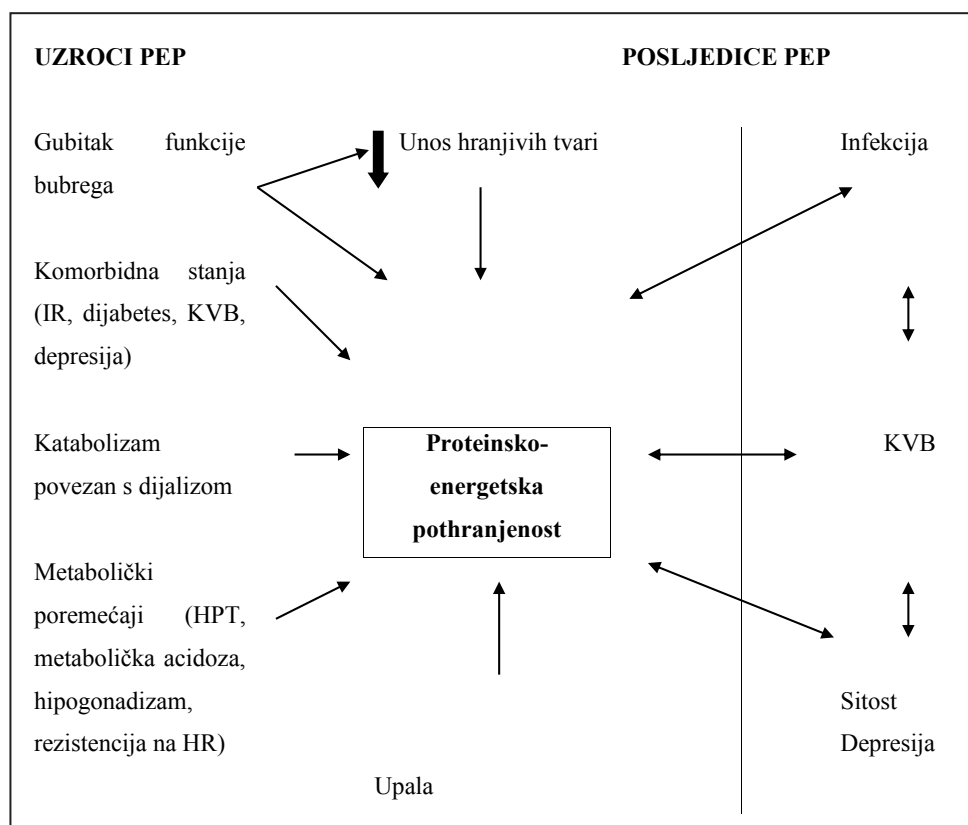 UZROCI PEP
POSLJEDICE PEP
Gubitak funkcije
bubrega
Unos hranjivih tvari
Infekcija
Komorbidna stanja
(IR, dijabetes, KVB,
depresija)
Katabolizam
povezan s dijalizom
Proteinsko-
energetska
pothranjenost
KVB
Metabolički
poremećaji (HPT,
metabolička acidoza,
hipogonadizam,
rezistencija na HR)
Sitost
Depresija
Upala